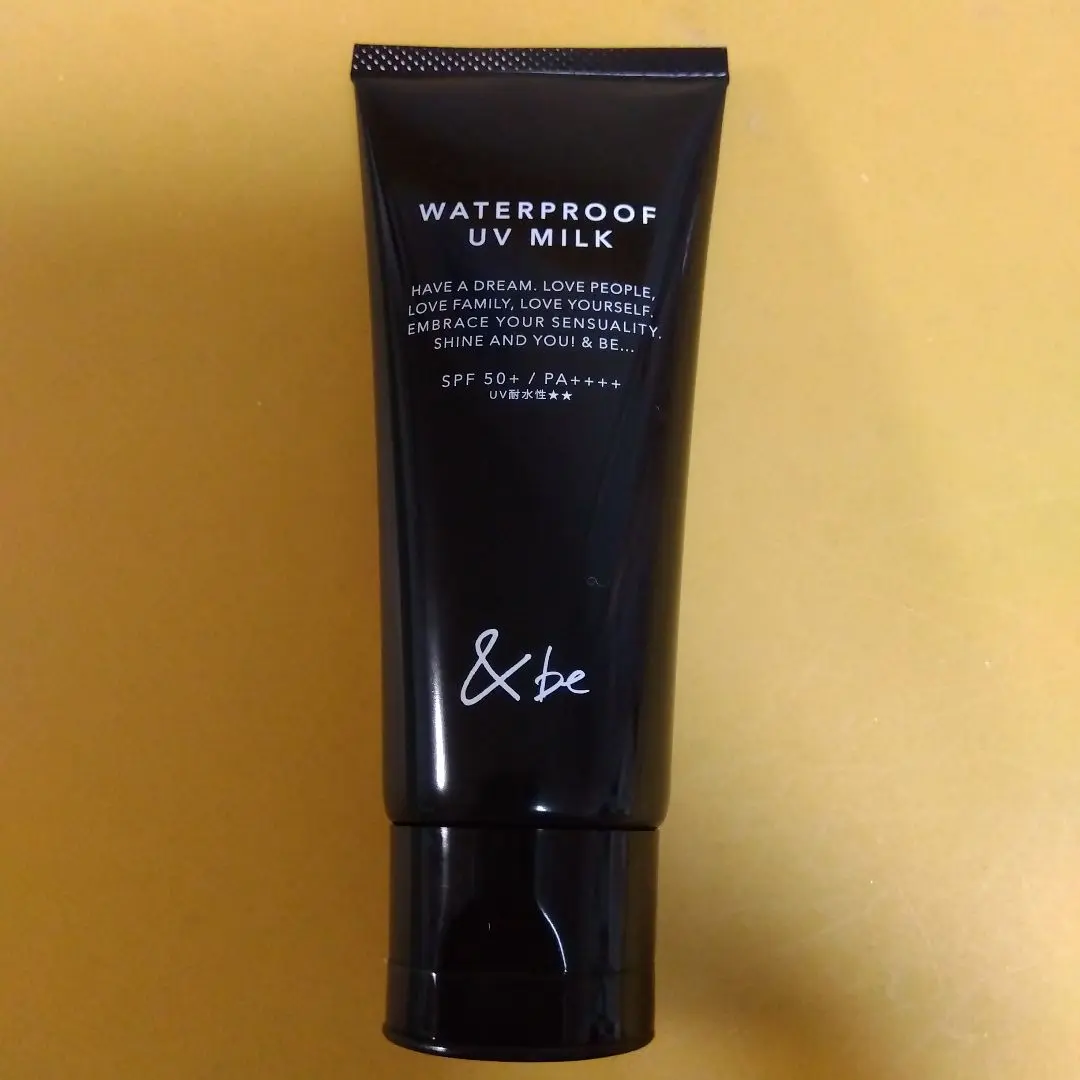 WATERPROOF
UV MILK
HAVE A DREAM. LOVE PEOPLE,
LOVE FAMILY, LOVE YOURSELF.
EMBRACE YOUR SENSUALITY.
SHINE AND YOU! & BE...
SPF 50+ / PA++++
UV耐水性★★
&be